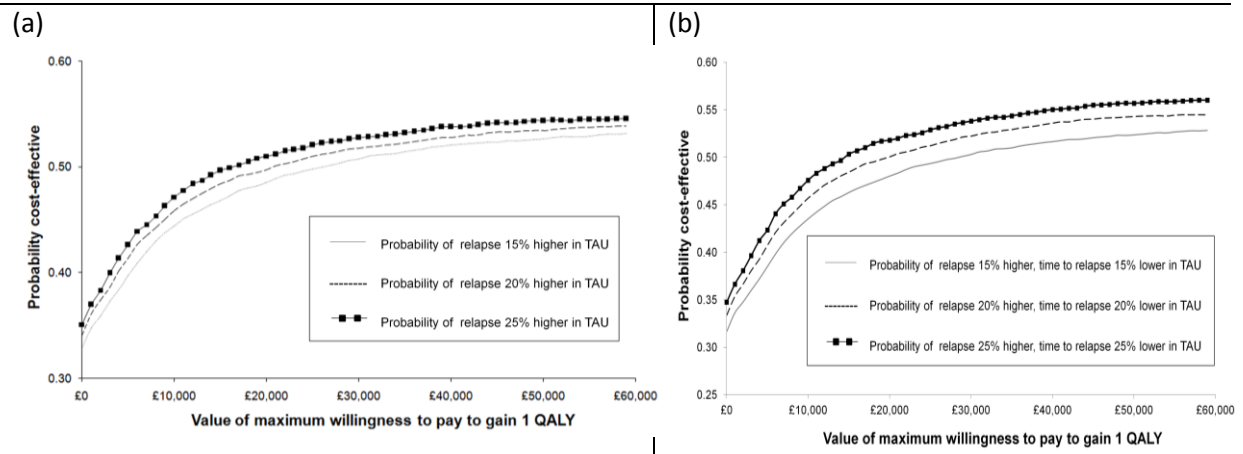 (a)
0.60
0.50
0.40
0.30
Probability cost-effective
Probability of relapse 15% higher in TAU
Probability of relapse 20% higher in TAU
Probability of relapse 25% higher in TAU
£0 £10,000 £20,000 £30,000 £40,000 £50,000 £60,000
Value of maximum willingness to pay to gain 1 QALY
(b)
0.60
0.55
0.50
0.45
0.40
0.35
0.30
0.25
Probability cost-effective
Probability of relapse 15% higher, time to relapse 15% lower in TAU
Probability of relapse 20% higher, time to relapse 20% lower in TAU
Probability of relapse 25% higher, time to relapse 25% lower in TAU
£0 £10,000 £20,000 £30,000 £40,000 £50,000 £60,000
Value of maximum willingness to pay to gain 1 QALY